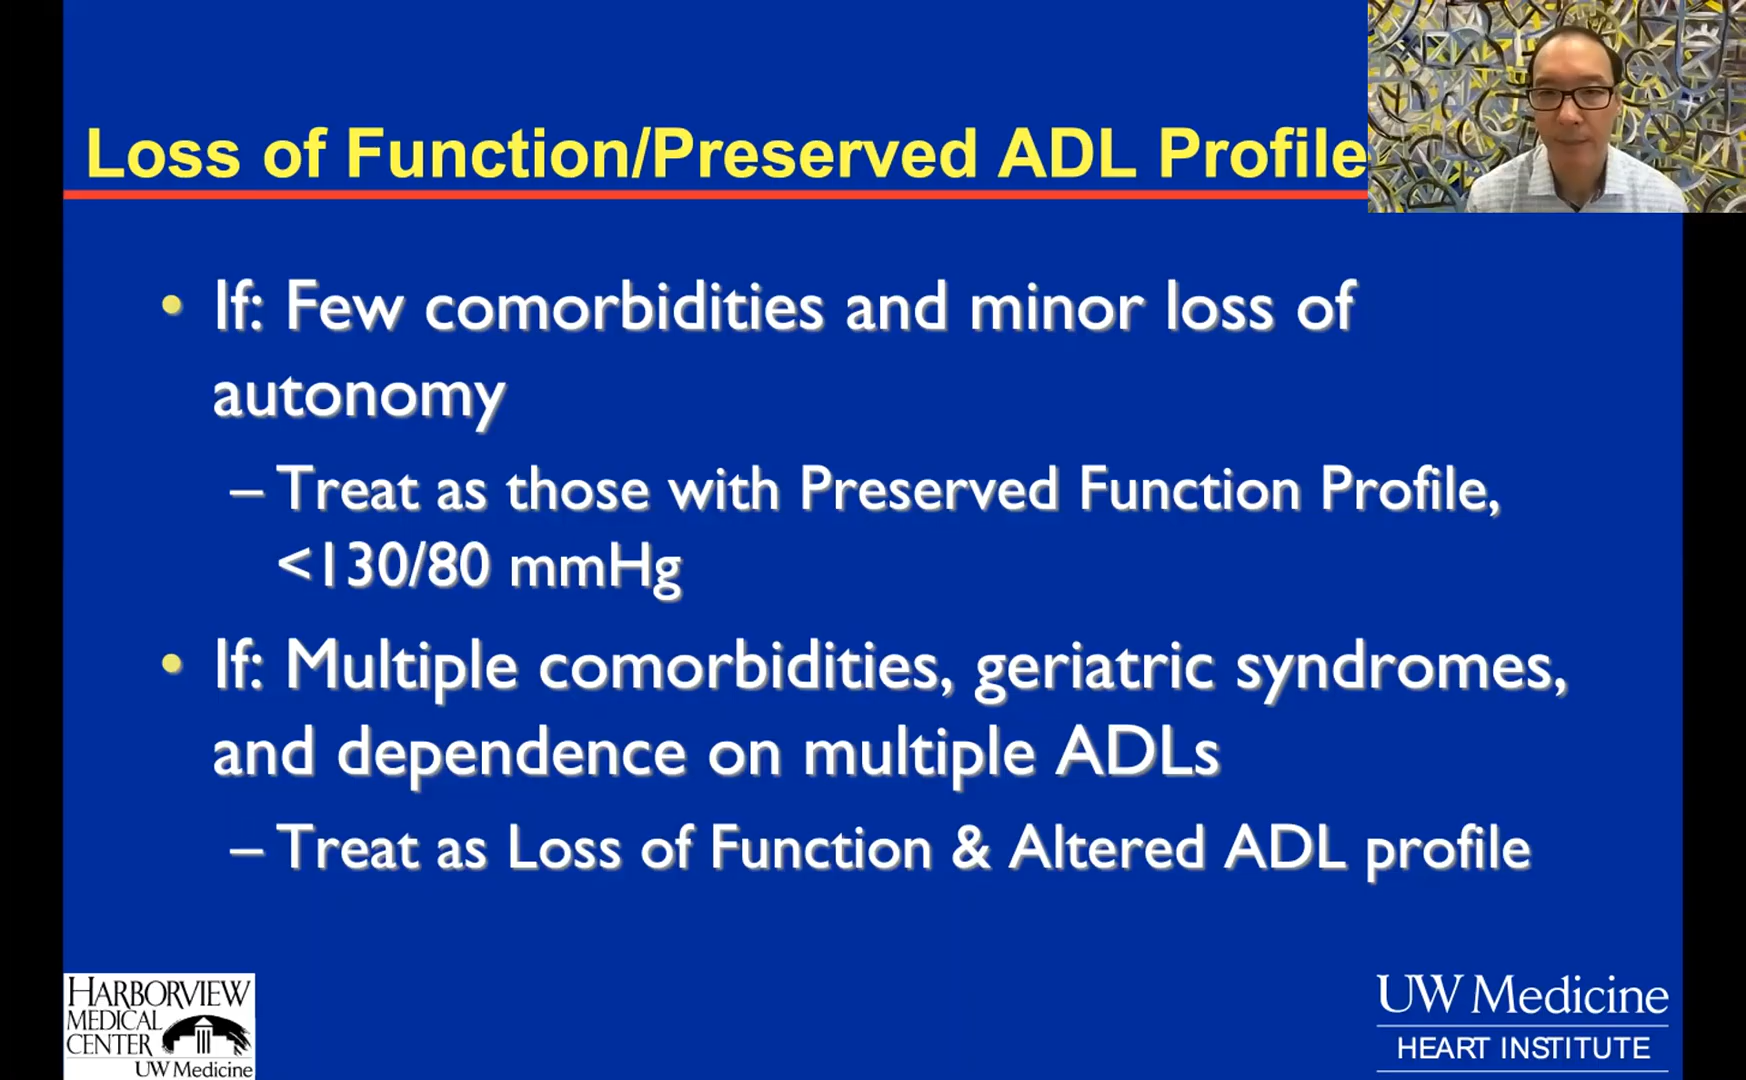 Loss of Function/Preserved ADL Profile
• If: Few comorbidities and minor loss of
autonomy
– Treat as those with Preserved Function Profile,
<130/80 mmHg
• If: Multiple comorbidities, geriatric syndromes,
and dependence on multiple ADLs
– Treat as Loss of Function & Altered ADL profile
HARBORVIEW
MEDICAL
CENTER
UW Medicine
UW Medicine
HEART INSTITUTE